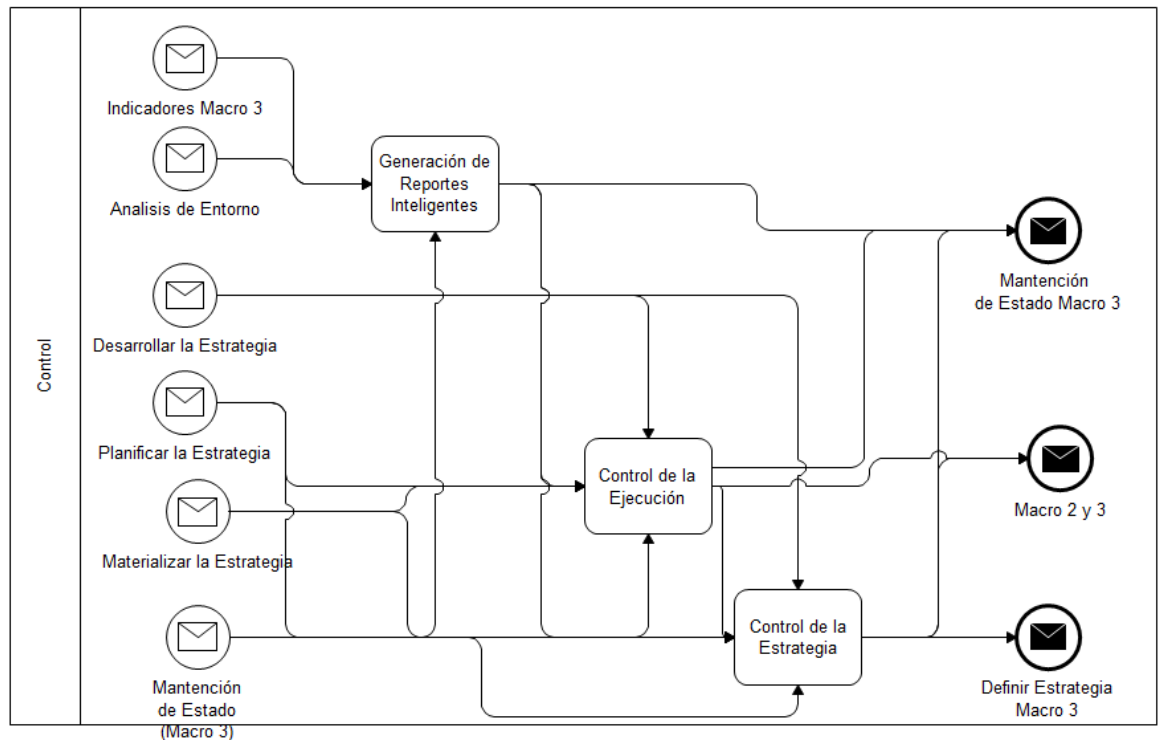 Control
Indicadores Macro 3
Analisis de Entorno
Generación de
Reportes
Inteligentes
Desarrollar la Estrategia
Planificar la Estrategia
Materializar la Estrategia
Mantención
de Estado
(Macro 3)
Control de la
Ejecución
Control de la
Estrategia
Mantención
de Estado Macro 3
Macro 2 y 3
Definir Estrategia
Macro 3